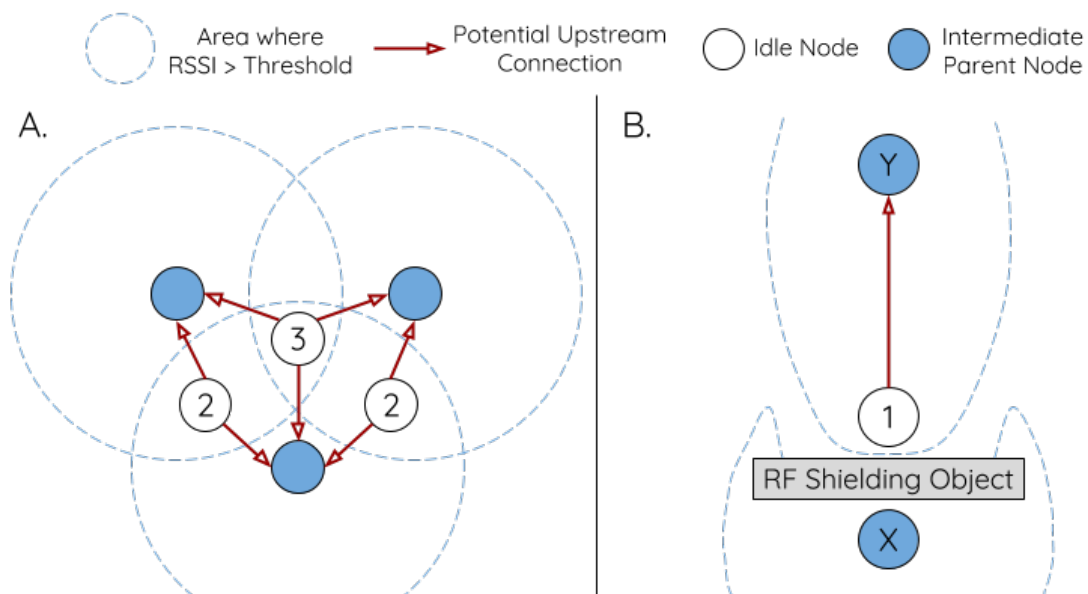 Area where
RSSI > Threshold
Potential Upstream
Connection
Idle Node
Intermediate
Parent Node
A.
3
2
2
B.
Y
1
RF Shielding Object
X